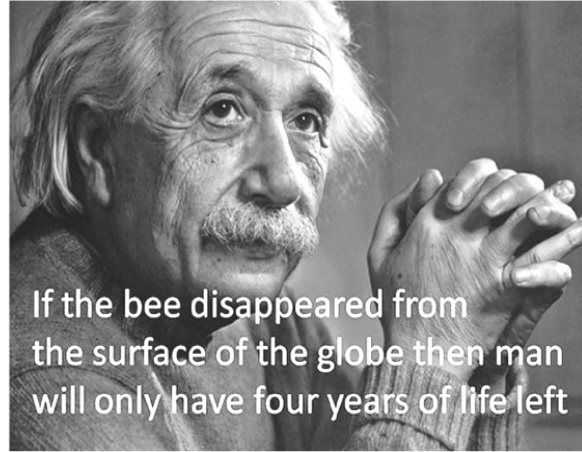 If the bee disappeared from
the surface of the globe then man
will only have four years of life left